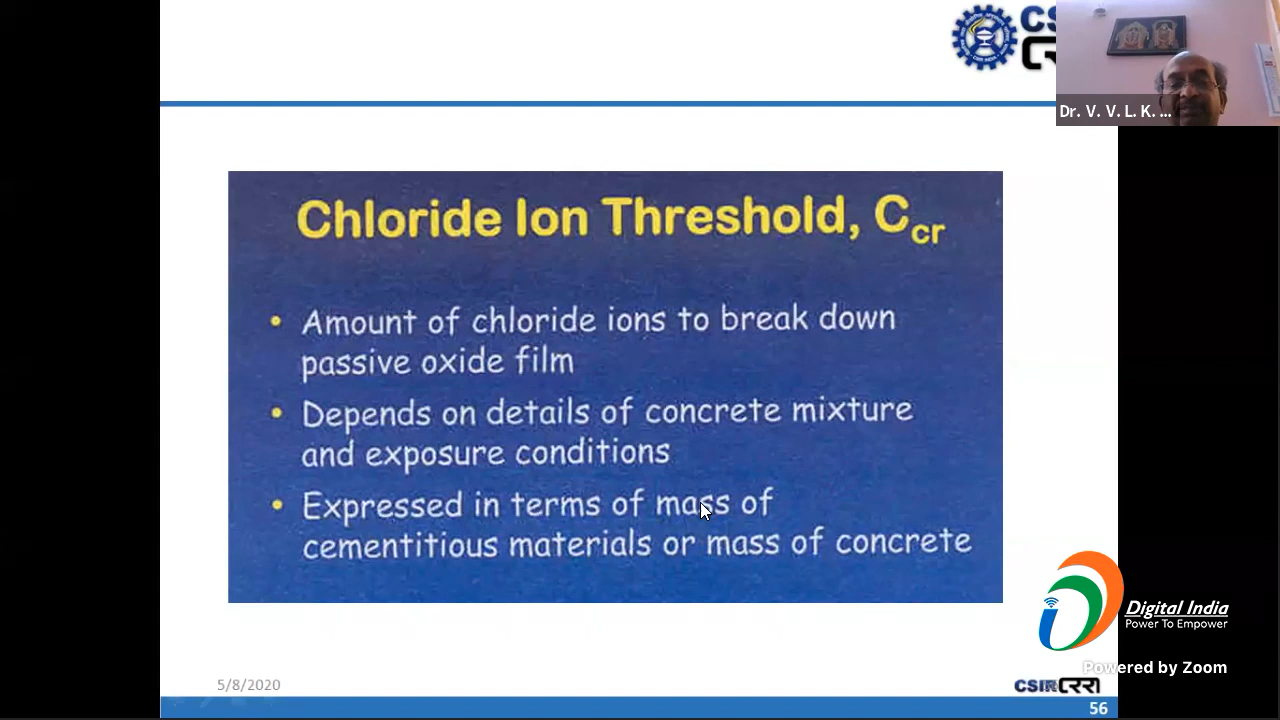 CS
Dr. V. V. L. K. ...
Chloride Ion Threshold, Ccr
• Amount of chloride ions to break down
passive oxide film
• Depends on details of concrete mixture
and exposure conditions
• Expressed in terms of mass of
cementitious materials or mass of concrete
Digital India
Power To Empower
Powered by Zoom
5/8/2020
CSIR CRRI
56